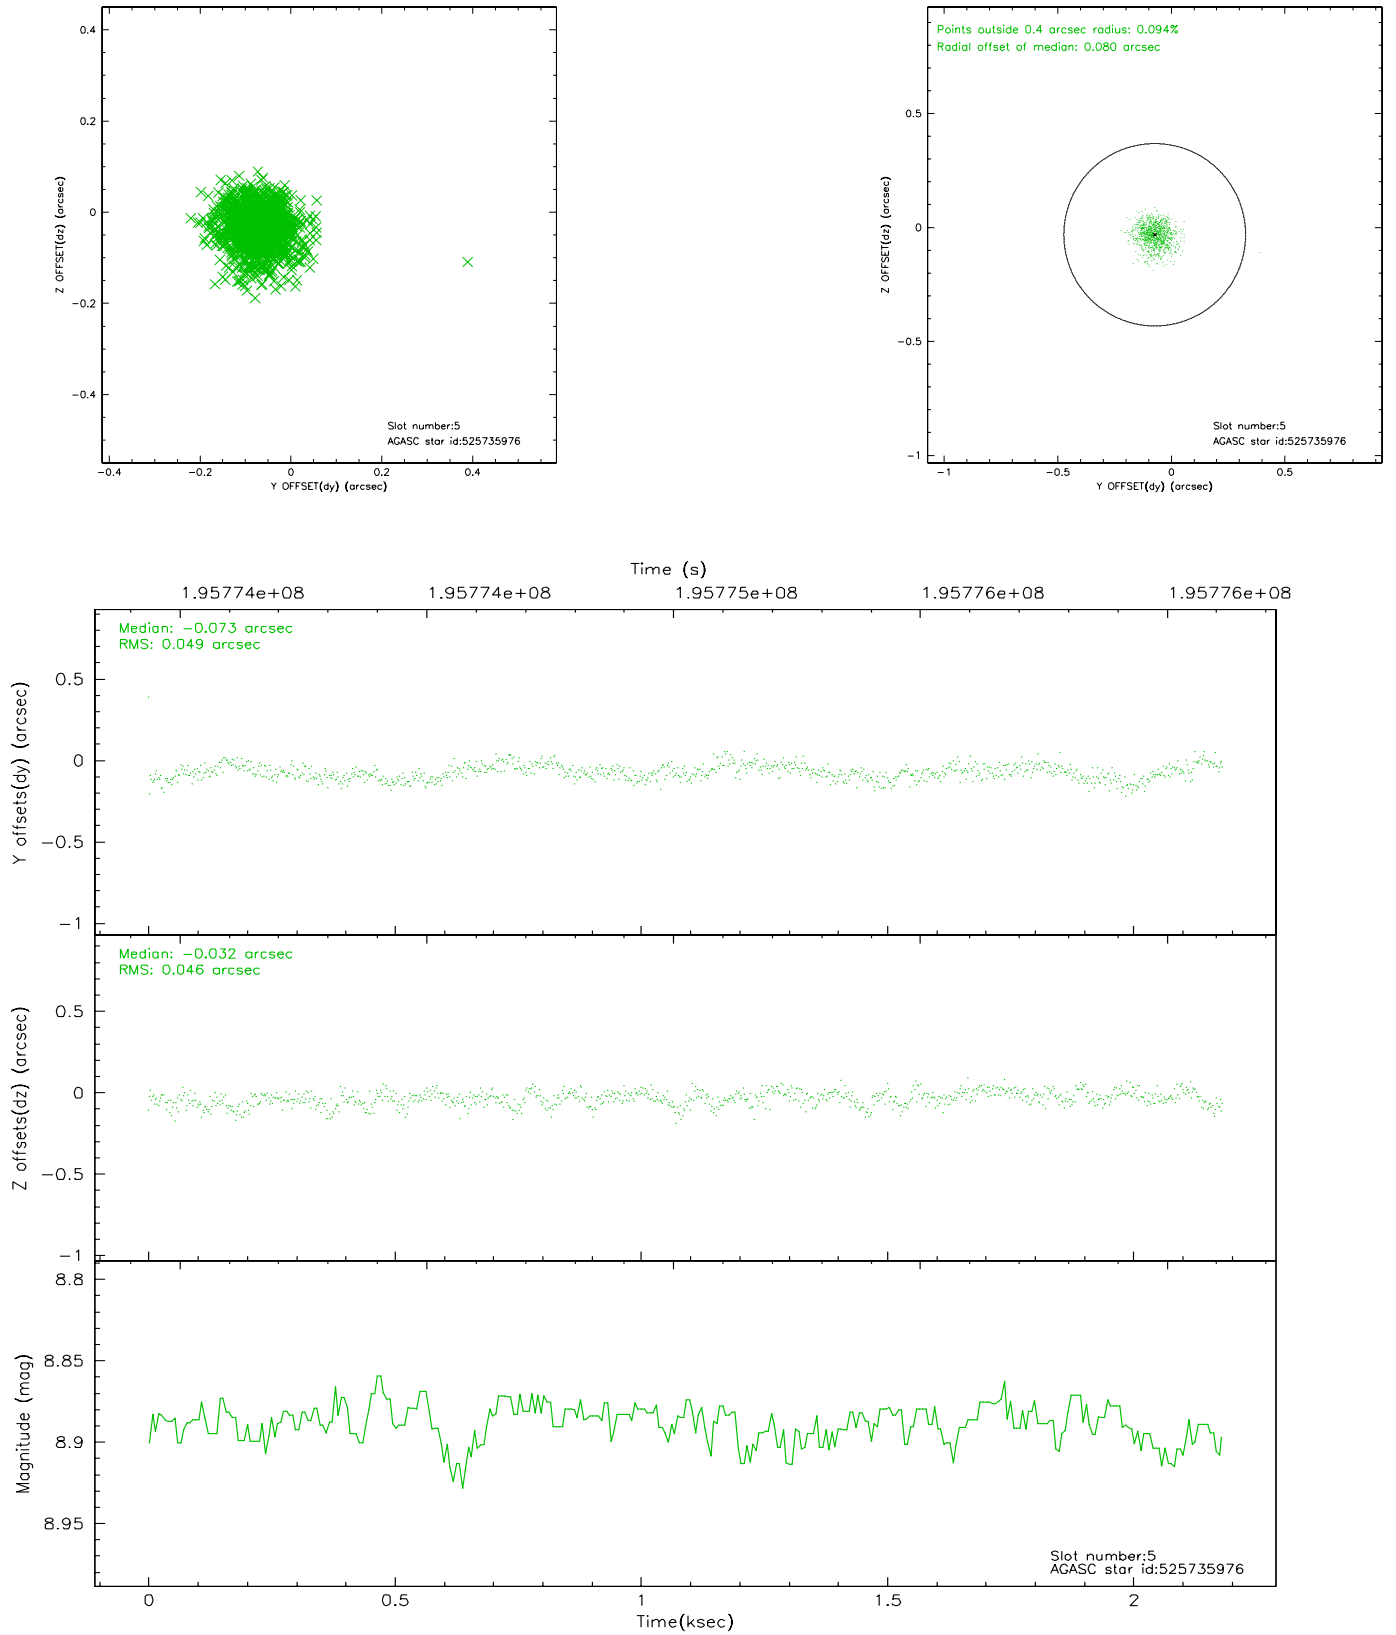 0.4
0.2
0
−0.2
−0.4
Z OFFSET(dz) (arcsec)
Slot number:5
AGASC star id:525735976
−0.4 −0.2 0 0.2 0.4
Y OFFSET(dy) (arcsec)
Points outside 0.4 arcsec radius: 0.094%
Radial offset of median: 0.080 arcsec
0.5
0
−0.5
−1
Z OFFSET(dz) (arcsec)
Slot number:5
AGASC star id:525735976
−1 −0.5 0 0.5
Y OFFSET(dy) (arcsec)
Time (s)
1.95774e+08 1.95774e+08 1.95775e+08 1.95776e+08 1.95776e+08
Median: −0.073 arcsec
RMS: 0.049 arcsec
0.5
0
−0.5
−1
Y offsets(dy) (arcsec)
Median: −0.032 arcsec
RMS: 0.046 arcsec
0.5
0
−0.5
−1
Z offsets(dz) (arcsec)
8.8
8.85
8.9
8.95
Magnitude (mag)
Slot number:5
AGASC star id:525735976
0 0.5 1 1.5 2
Time(ksec)